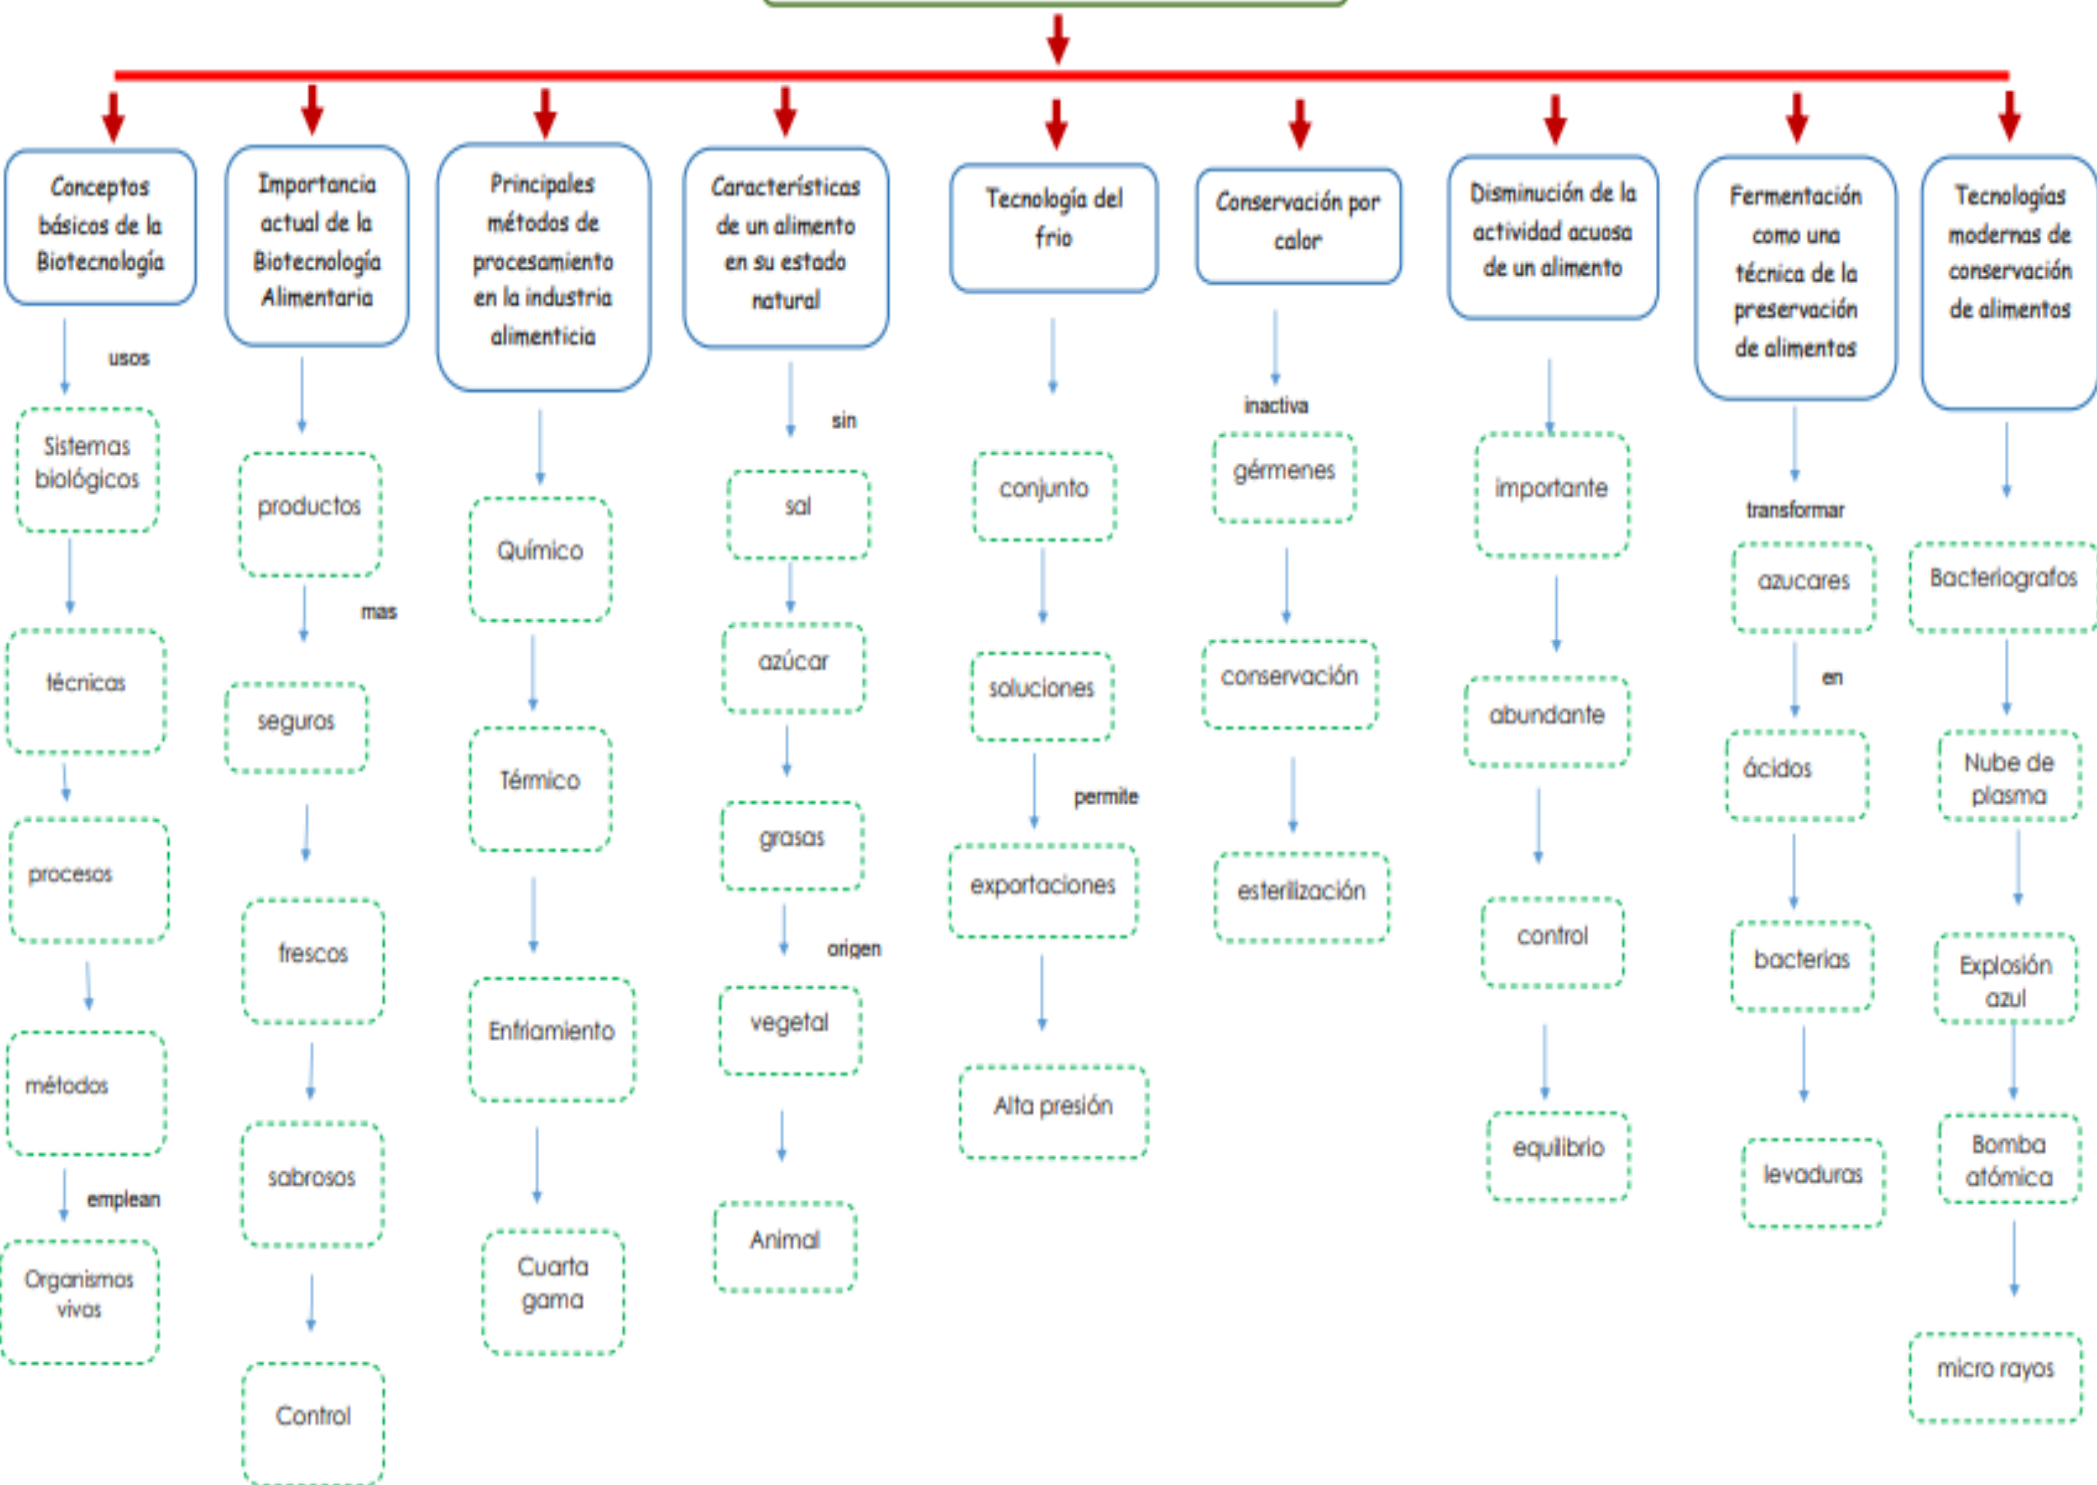 Conceptos
básicos de la
Biotecnología
usos
Sistemas
biológicos
técnicas
procesos
métodos
emplean
Organismos
vivos
Importancia
actual de la
Biotecnología
Alimentaria
productos
mas
seguros
frescos
sabrosos
Control
Principales
métodos de
procesamiento
en la industria
alimenticia
Químico
Térmico
Enfriamiento
Cuarta
gama
Características
de un alimento
en su estado
natural
sin
sal
azúcar
grasas
origen
vegetal
Animal
Tecnología del
frio
conjunto
soluciones
permite
exportaciones
Alta presión
Conservación por
calor
inactiva
gérmenes
conservación
esterilización
Disminución de la
actividad acuosa
de un alimento
importante
abundante
control
equilibrio
Fermentación
como una
técnica de la
preservación
de alimentos
transformar
azucares
en
ácidos
bacterias
levaduras
Tecnologías
modernas de
conservación
de alimentos
Bacteriografos
Nube de
plasma
Explosión
azul
Bomba
atómica
micro rayos